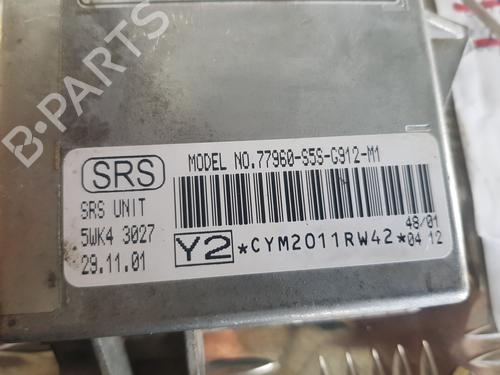 MODEL NO.77960-S5S-G912-M1
SRS
SRS UNIT
5WK4 3027
29.11.01
Y2
*CYM2011RW42*
48/01
04 12
B-PARTS